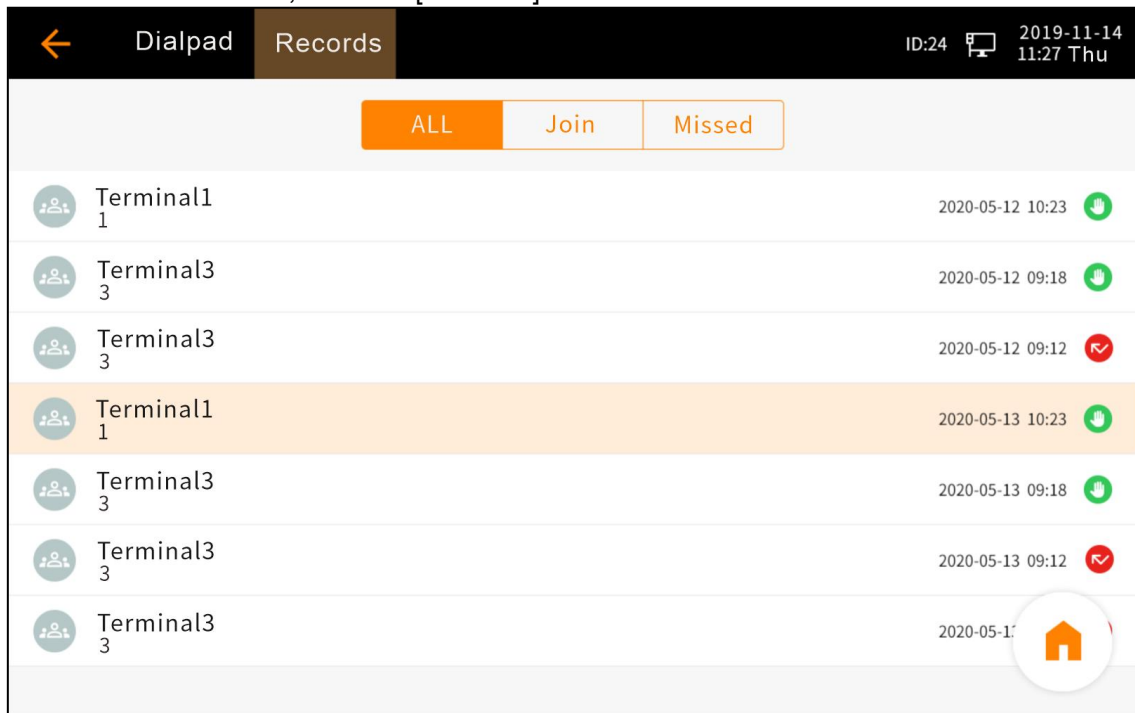 Dialpad Records ID:24 2019-11-14
11:27 Thu
ALL Join Missed
Terminal1 2020-05-12 10:23
1
Terminal3 2020-05-12 09:18
3
Terminal3 2020-05-12 09:12
3
Terminal1 2020-05-13 10:23
1
Terminal3 2020-05-13 09:18
3
Terminal3 2020-05-13 09:12
3
Terminal3
3